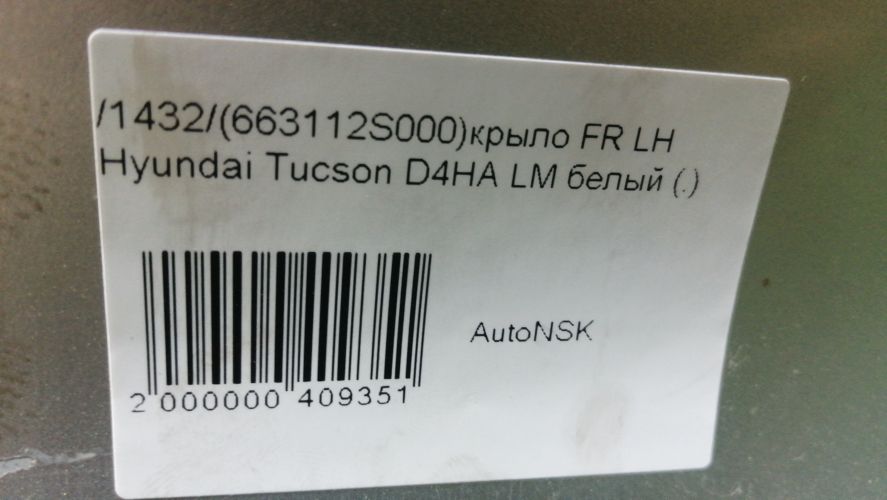 /1432/(663112S000)крыло FR LH
Hyundai Tucson D4HA LM белый (.)
AutoNSK
2 000000 409351